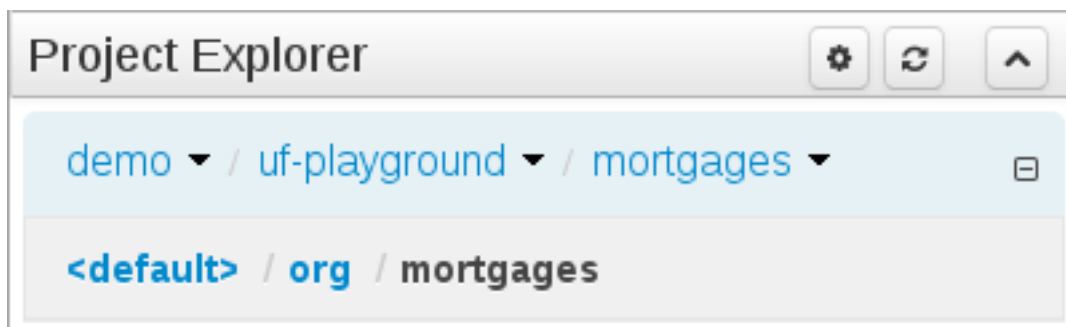 Project Explorer
demo / uf-playground / mortgages
<default> / org / mortgages